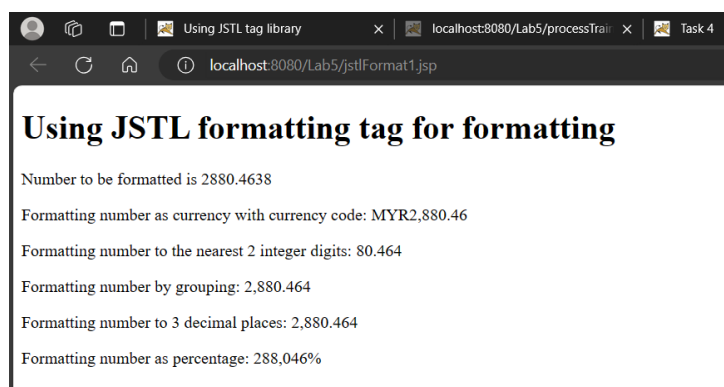 Using JSTL tag library
localhost:8080/Lab5/processTrain
Task 4
localhost:8080/Lab5/jstlFormat1.jsp
Using JSTL formatting tag for formatting
Number to be formatted is 2880.4638
Formatting number as currency with currency code: MYR2,880.46
Formatting number to the nearest 2 integer digits: 80.464
Formatting number by grouping: 2,880.464
Formatting number to 3 decimal places: 2,880.464
Formatting number as percentage: 288,046%